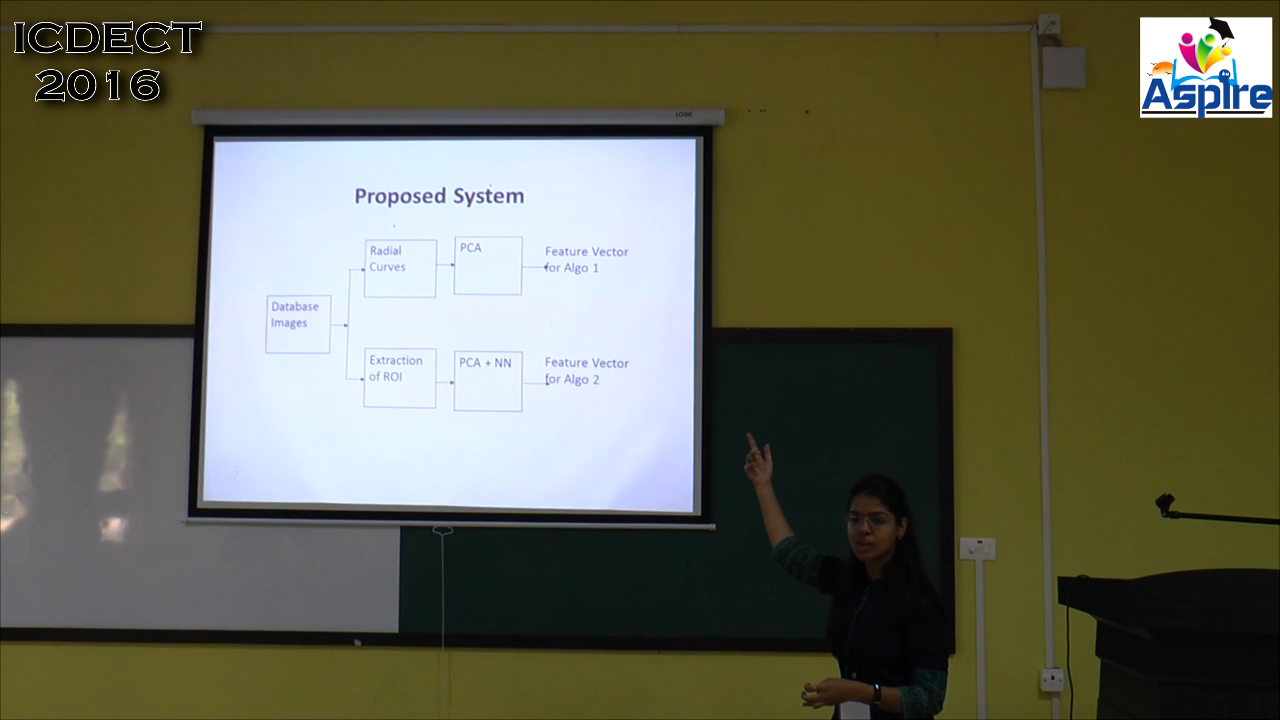 ICDECT
2016
Aspire
LOGIC
Proposed System
Radial
Curves
PCA
Feature Vector
for Algo 1
Database
Images
Extraction
of ROI
PCA + NN
Feature Vector
for Algo 2